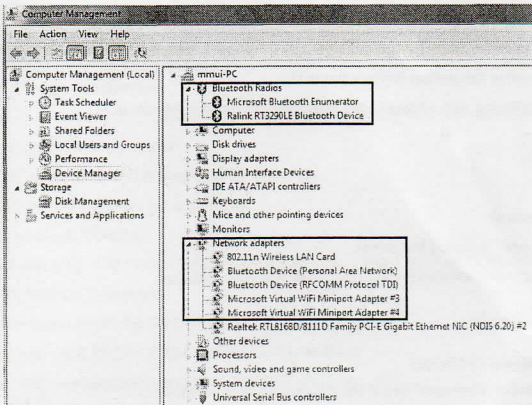 Computer Management
File Action View Help
Computer Management (Local)
System Tools
Task Scheduler
Event Viewer
Shared Folders
Local Users and Groups
Performance
Device Manager
Storage
Disk Management
Services and Applications
mmui-PC
Bluetooth Radios
Microsoft Bluetooth Enumerator
Ralink RT3290LE Bluetooth Device
Computer
Disk drives
Display adapters
Human Interface Devices
IDE ATA/ATAPI controllers
Keyboards
Mice and other pointing devices
Monitors
Network adapters
802.11n Wireless LAN Card
Bluetooth Device (Personal Area Network)
Bluetooth Device (RFCOMM Protocol TDI)
Microsoft Virtual WiFi Miniport Adapter #3
Microsoft Virtual WiFi Miniport Adapter #4
Realtek RTL8168D/8111D Family PCI-E Gigabit Ethernet NIC (NDIS 6.20) #2
Other devices
Processors
Sound, video and game controllers
System devices
Universal Serial Bus controllers